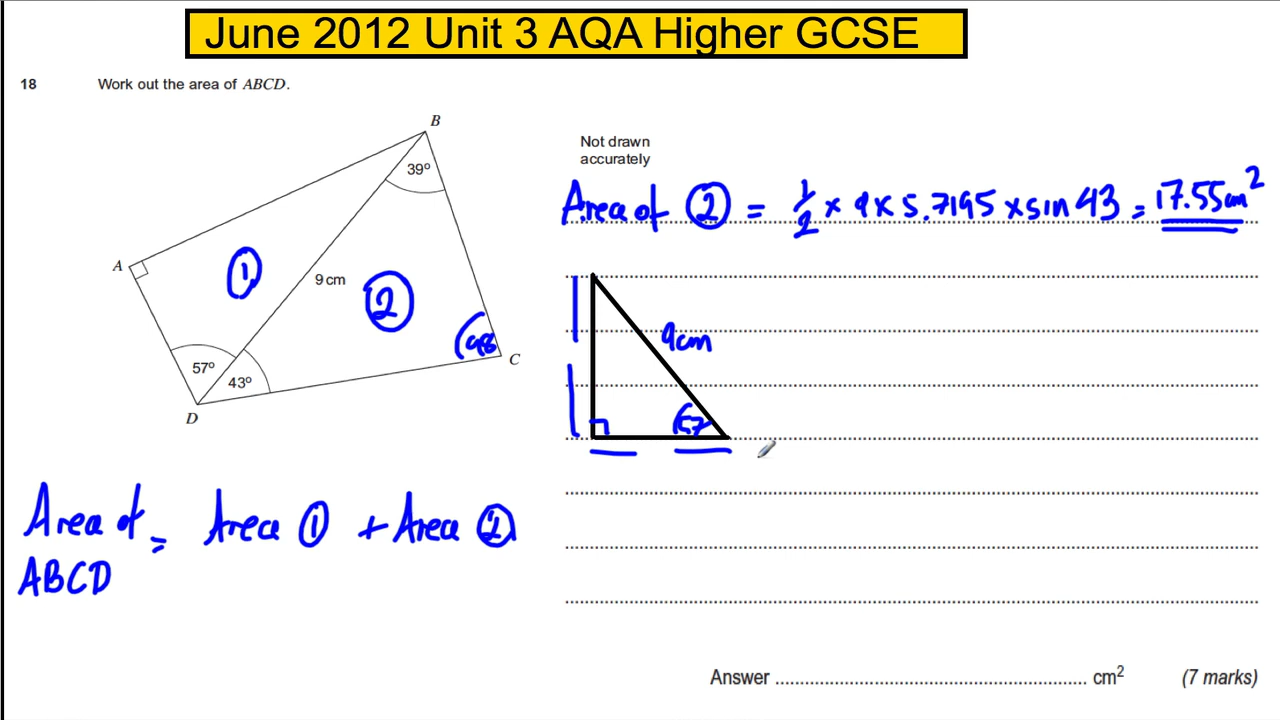 June 2012 Unit 3 AQA Higher GCSE
18 Work out the area of ABCD.
B
39°
Not drawn
accurately
Area of ② = 1/2 × 9 × 5.7195 × sin 43 = 17.55cm²
A
①
9 cm
②
98
C
57°
43°
D
9cm
57
Area of = Area ① + Area ②
ABCD
Answer ............................................................... cm² (7 marks)